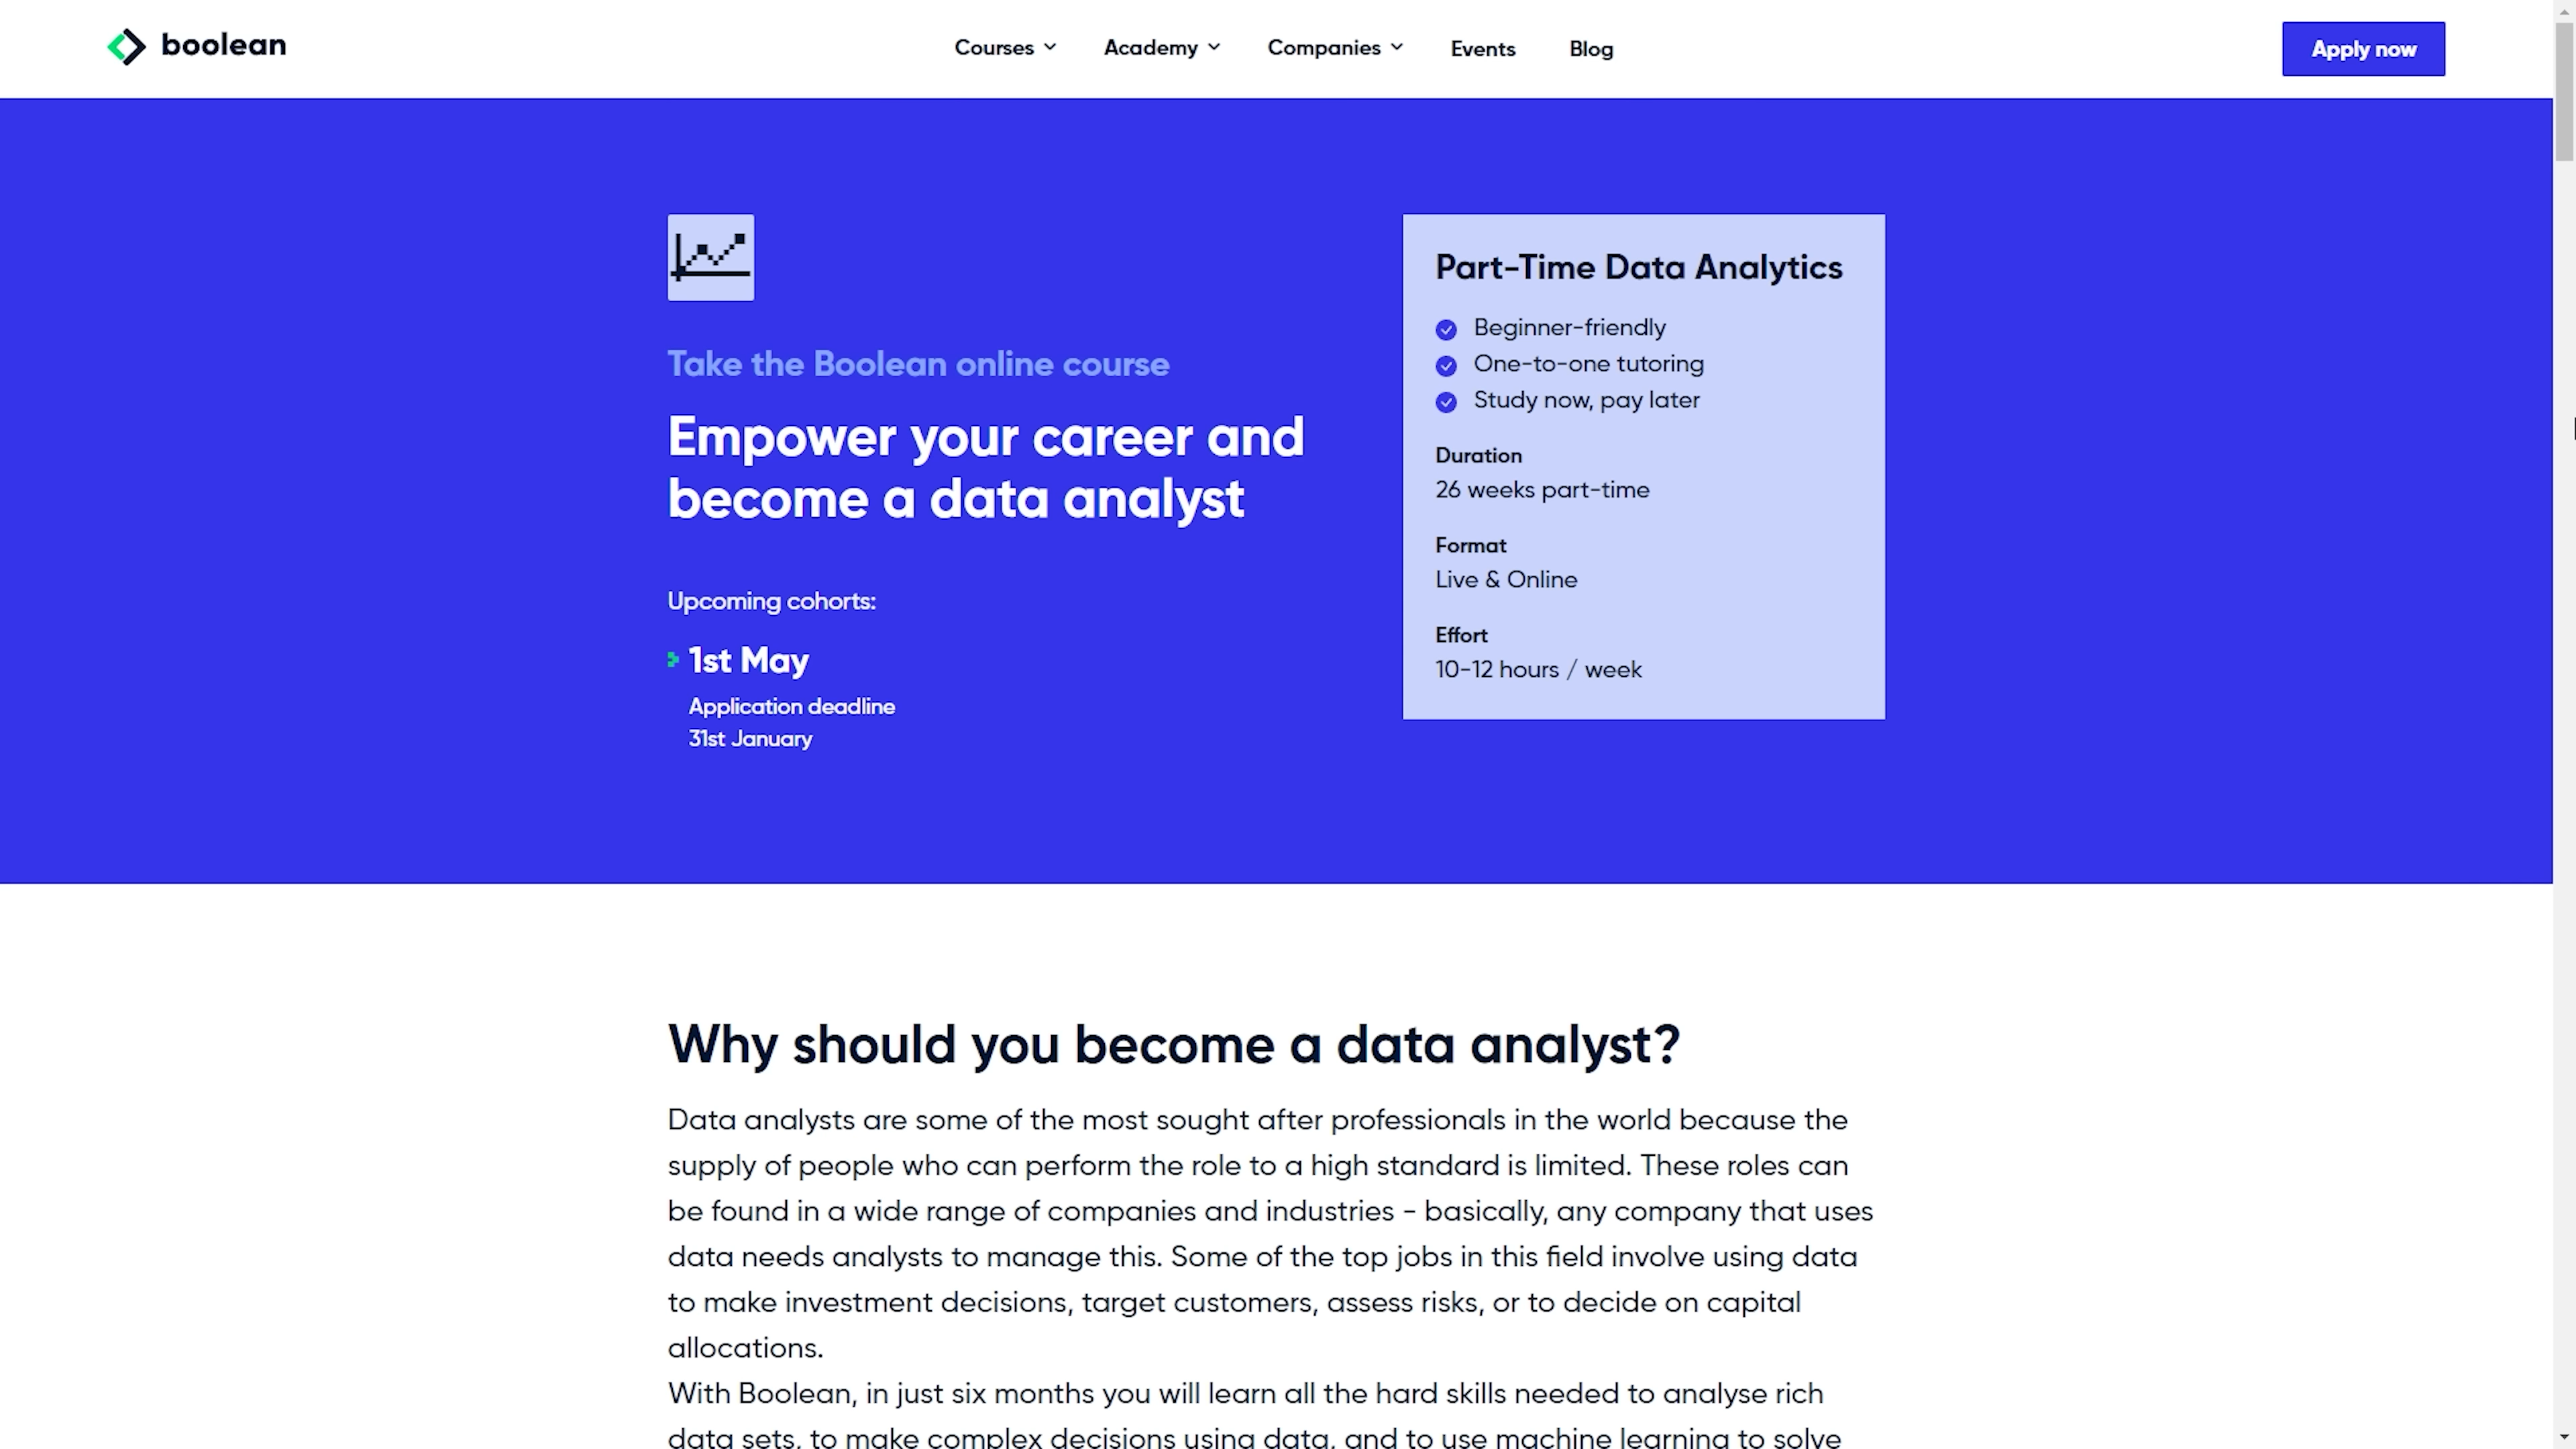 boolean
Courses
Academy
Companies
Events
Blog
Apply now
Take the Boolean online course
Empower your career and
become a data analyst
Upcoming cohorts:
1st May
Application deadline
31st January
Part-Time Data Analytics
Beginner-friendly
One-to-one tutoring
Study now, pay later
Duration
26 weeks part-time
Format
Live & Online
Effort
10-12 hours / week
Why should you become a data analyst?
Data analysts are some of the most sought after professionals in the world because the
supply of people who can perform the role to a high standard is limited. These roles can
be found in a wide range of companies and industries - basically, any company that uses
data needs analysts to manage this. Some of the top jobs in this field involve using data
to make investment decisions, target customers, assess risks, or to decide on capital
allocations.
With Boolean, in just six months you will learn all the hard skills needed to analyse rich
data sets, to make complex decisions using data, and to use machine learning to solve